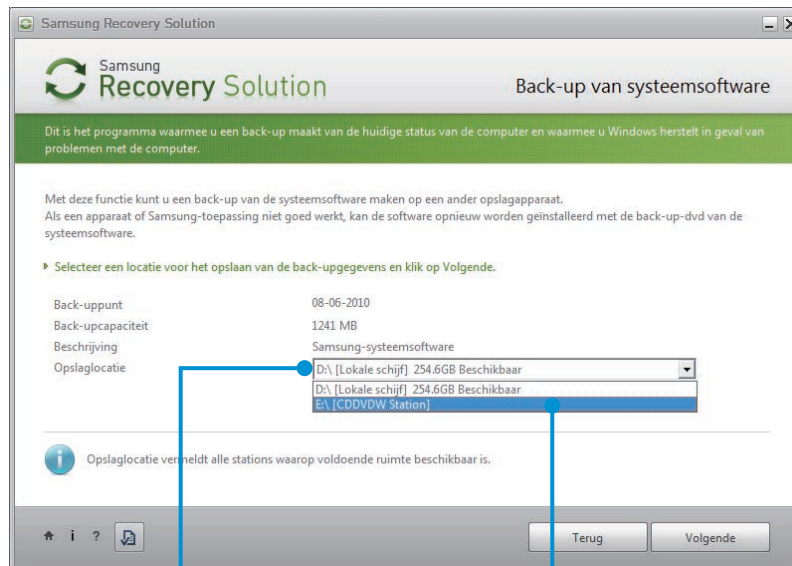 Samsung Recovery Solution
Samsung
Recovery Solution
Back-up van systeemsoftware
Dit is het programma waarmee u een back-up maakt van de huidige status van de computer en waarmee u Windows herstelt in geval van
problemen met de computer.
Met deze functie kunt u een back-up van de systeemsoftware maken op een ander opslagapparaat.
Als een apparaat of Samsung-toepassing niet goed werkt, kan de software opnieuw worden geïnstalleerd met de back-up-dvd van de
systeemsoftware.
Selecteer een locatie voor het opslaan van de back-upgegevens en klik op Volgende.
Back-uppunt 08-06-2010
Back-upcapaciteit 1241 MB
Beschrijving Samsung-systeemsoftware
Opslaglocatie D:\ [Lokale schijf] 254.6GB Beschikbaar
D:\ [Lokale schijf] 254.6GB Beschikbaar
E:\ [CDDVDW Station]
Opslaglocatie vermeldt alle stations waarop voldoende ruimte beschikbaar is.
i ? Terug Volgende